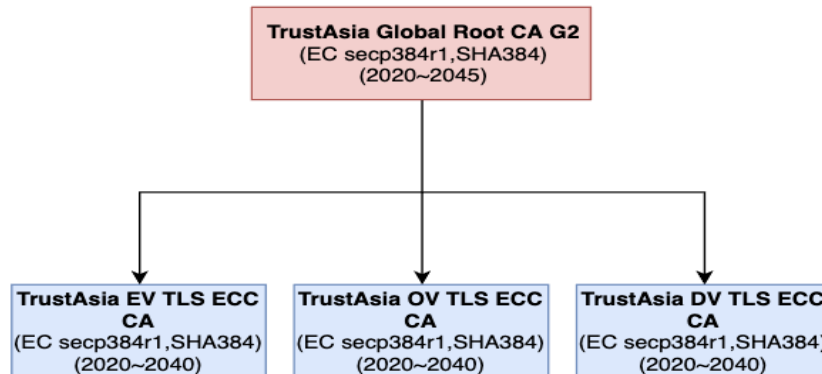 TrustAsia Global Root CA G2
(EC secp384r1,SHA384)
(2020~2045)
TrustAsia EV TLS ECC
CA
(EC secp384r1,SHA384)
(2020~2040)
TrustAsia OV TLS ECC
CA
(EC secp384r1,SHA384)
(2020~2040)
TrustAsia DV TLS ECC
CA
(EC secp384r1,SHA384)
(2020~2040)